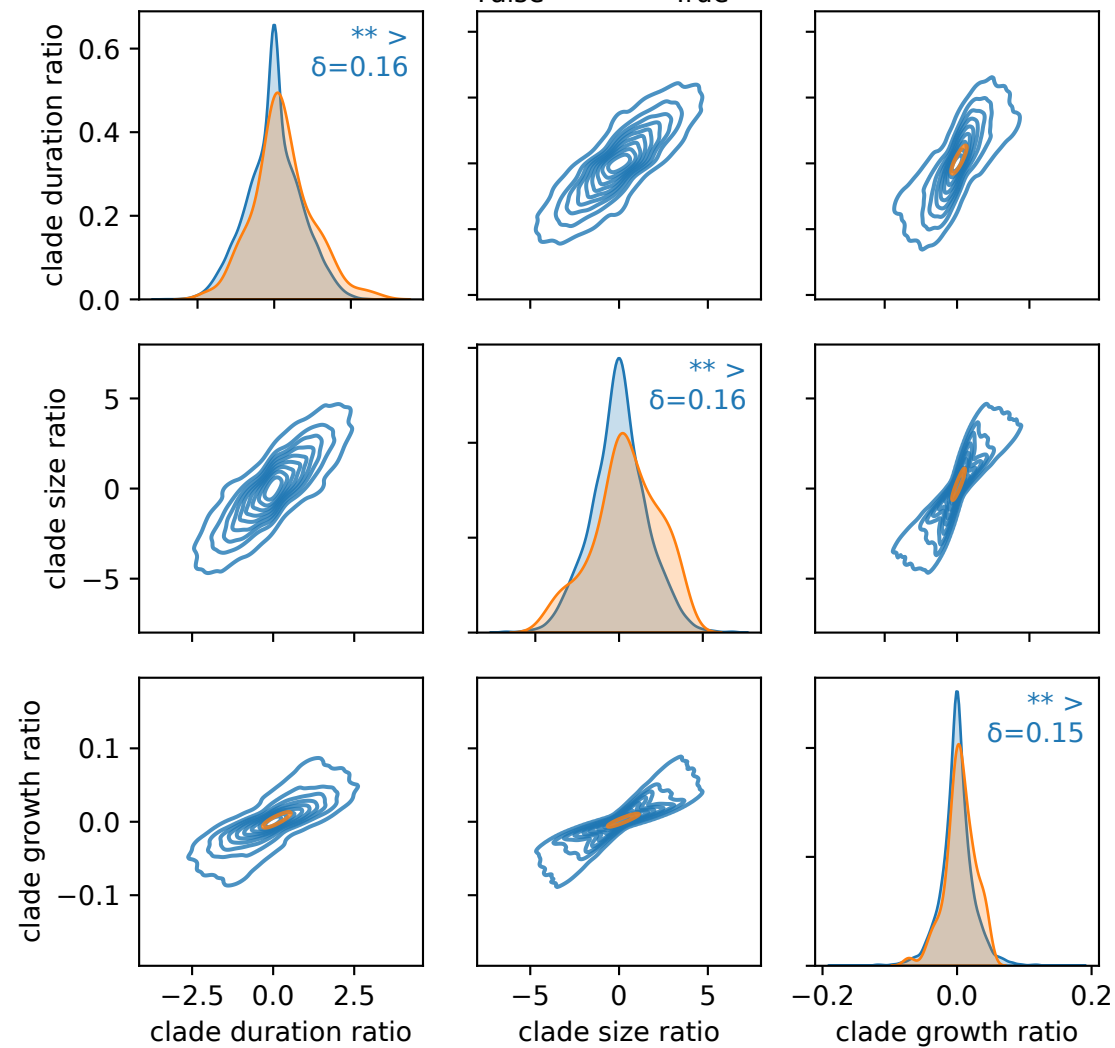 0.6
0.4
0.2
0.0
clade duration ratio
** >
δ=0.16
5
0
−5
clade size ratio
** >
δ=0.16
0.1
0.0
−0.1
clade growth ratio
** >
δ=0.15
−2.5 0.0 2.5
−5 0 5
−0.2 0.0 0.2
clade duration ratio
clade size ratio
clade growth ratio